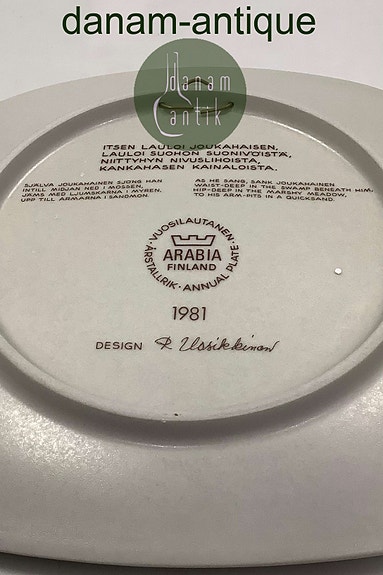 danam-antique
danam
antik
ITSEN LAULOI JOUKAHAISEN,
LAULOI SUOHON SUONIVÖISTÄ,
NIITTYHYN NIVUSLIHOISTA,
KANKAHASEN KAINALOISTA.
SJÄLVA JOUKAHAINEN SJÖNG HAN
INTILL MIDJAN NED I MOSSEN,
JÄMS MED LJUMSKARNA I MYREN,
UPP TILL ARMARNA I SANDMON.
AS HE SANG, SANK JOUKAHAINEN
WAIST-DEEP IN THE SWAMP BENEATH HIM,
HIP-DEEP IN THE MARSHY MEADOW,
TO HIS ARM-PITS IN A QUICKSAND.
VUOSILAUTANEN·
ARABIA
FINLAND
ÅRSTALLRIK·ANNUAL PLATE·
1981
DESIGN R. Uosikkinen